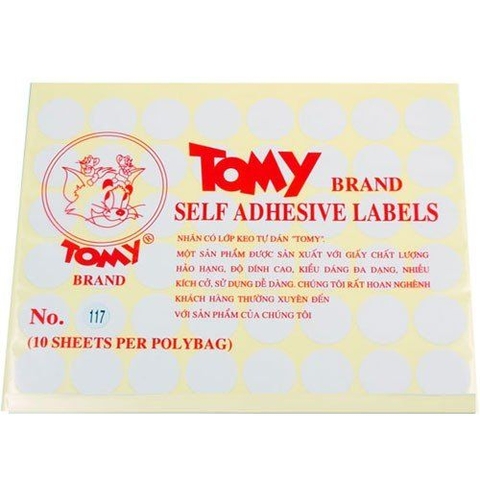 TOMY BRAND
SELF ADHESIVE LABELS
NHÃN CÓ LỚP KEO TỰ DÁN "TOMY".
MỘT SẢN PHẨM ĐƯỢC SẢN XUẤT VỚI GIẤY CHẤT LƯỢNG
HẢO HẠNG, ĐỘ DÍNH CAO, KIỂU DÁNG ĐA DẠNG, NHIỀU
KÍCH CỠ, SỬ DỤNG DỄ DÀNG. CHÚNG TÔI RẤT HOAN NGHÊNH
KHÁCH HÀNG THƯỜNG XUYÊN ĐẾN
VỚI SẢN PHẨM CỦA CHÚNG TÔI
TOMY®
BRAND
No. 117
(10 SHEETS PER POLYBAG)